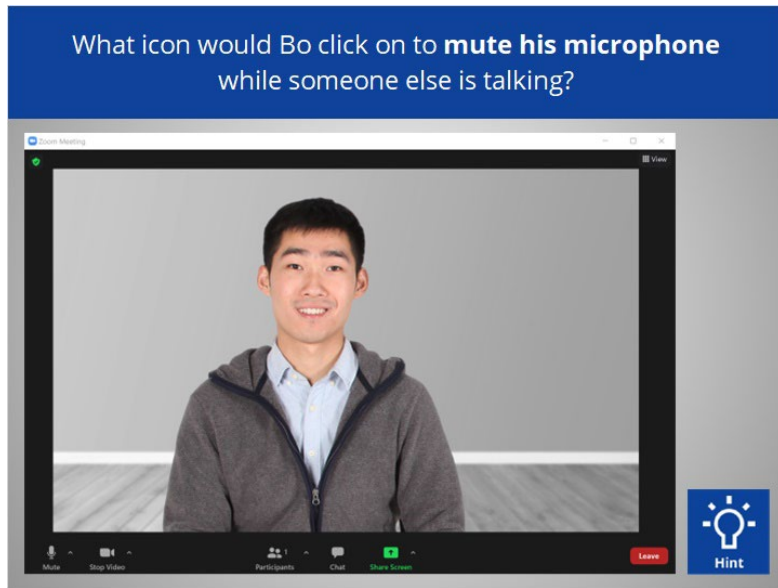 What icon would Bo click on to mute his microphone
while someone else is talking?
Zoom Meeting
View
Mute
Stop Video
1
Participants
Chat
Share Screen
Leave
Hint